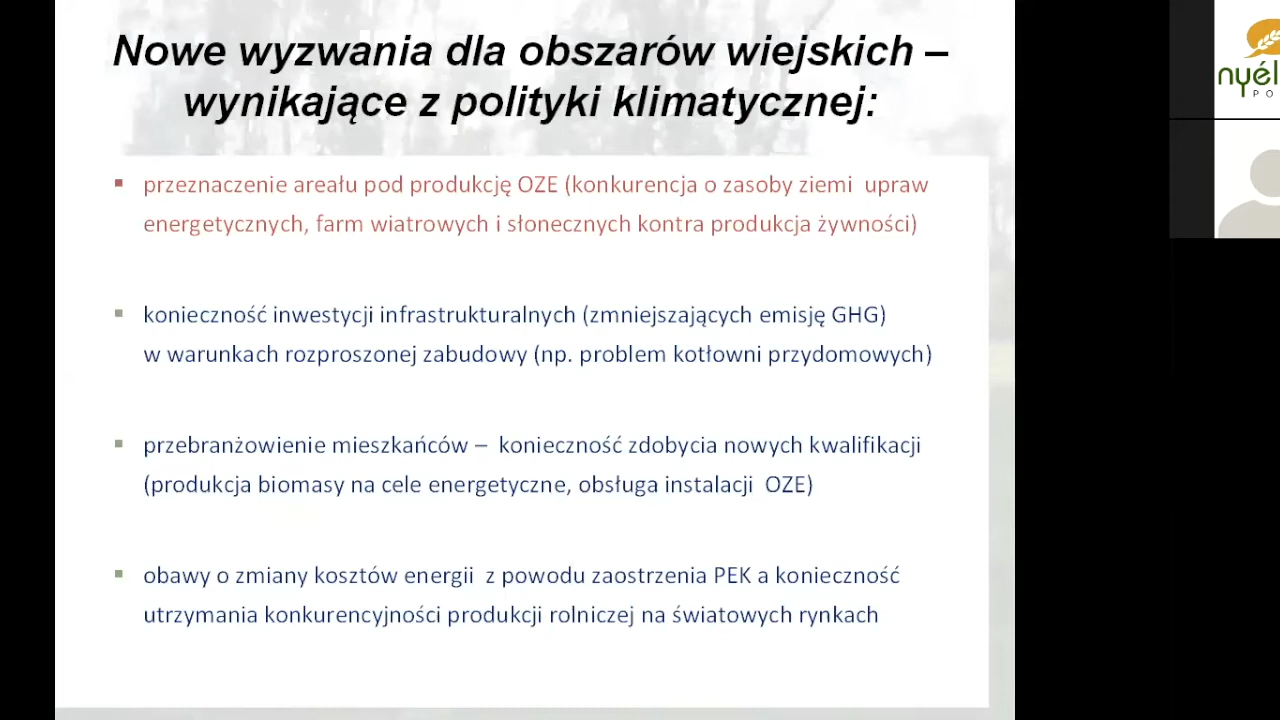 Nowe wyzwania dla obszarów wiejskich –
wynikające z polityki klimatycznej:
przeznaczenie areału pod produkcję OZE (konkurencja o zasoby ziemi upraw
energetycznych, farm wiatrowych i słonecznych kontra produkcja żywności)
konieczność inwestycji infrastrukturalnych (zmniejszających emisję GHG)
w warunkach rozproszonej zabudowy (np. problem kotłowni przydomowych)
przebranżowienie mieszkańców – konieczność zdobycia nowych kwalifikacji
(produkcja biomasy na cele energetyczne, obsługa instalacji OZE)
obawy o zmiany kosztów energii z powodu zaostrzenia PEK a konieczność
utrzymania konkurencyjności produkcji rolniczej na światowych rynkach
nyél
PO